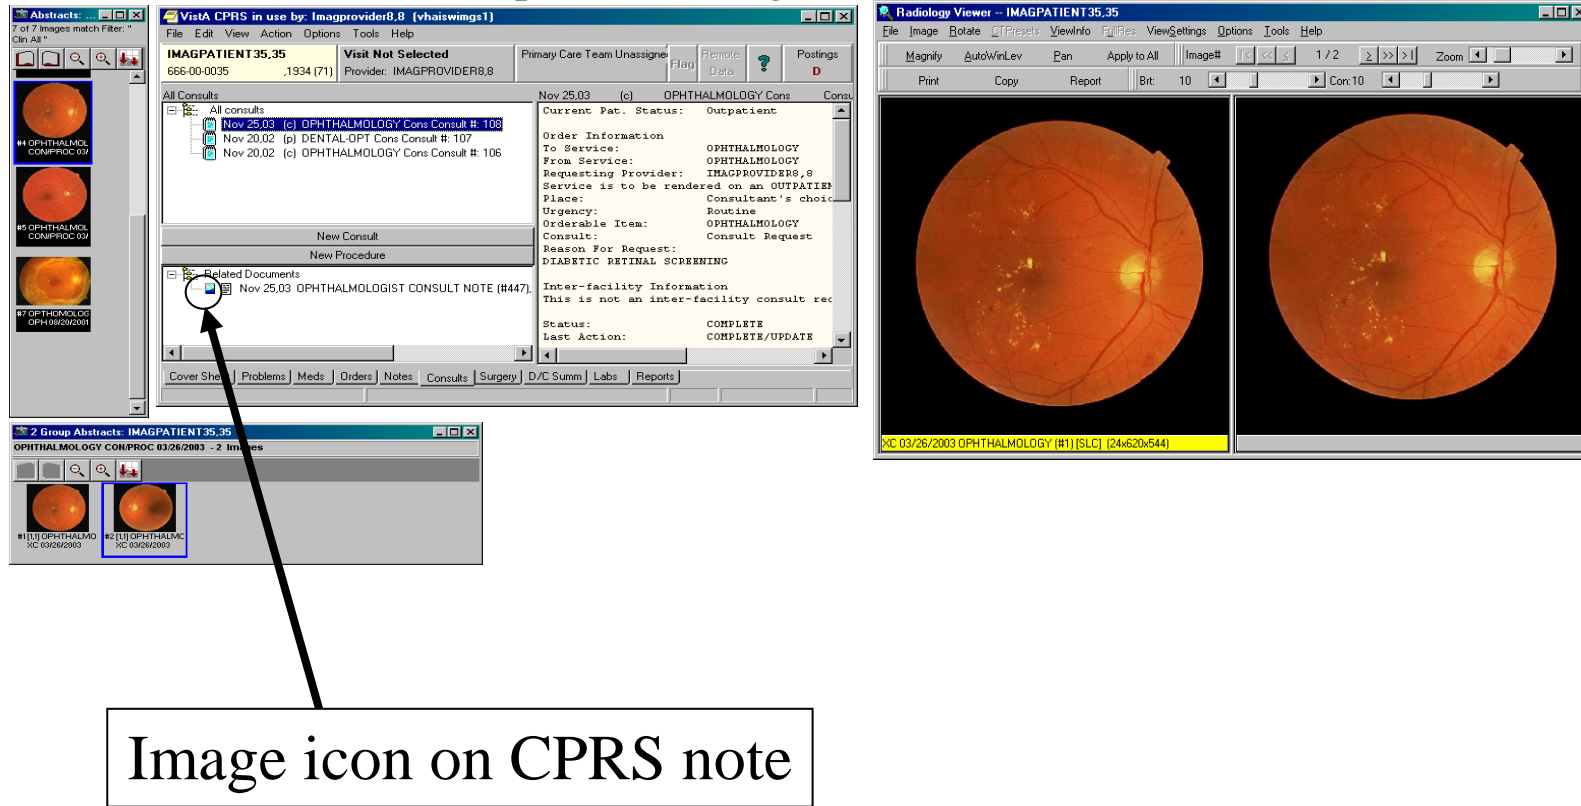 Abstracts: ...
7 of 7 Images match Filter: "
Clin All "
#4 OPHTHALMOL
CON/PROC 03/
#5 OPHTHALMOL
CON/PROC 03/
#7 OPTHOMOLOG
OPH 08/20/2001
VistA CPRS in use by: Imagprovider8,8 (vhaiswimgs1)
File Edit View Action Options Tools Help
IMAGPATIENT35,35
666-00-0035 ,1934 (71)
Visit Not Selected
Provider: IMAGPROVIDER8,8
Primary Care Team Unassigne
Flag
Remote
Data
?
Postings
D
All Consults
All consults
Nov 25,03 (c) OPHTHALMOLOGY Cons Consult #: 108
Nov 20,02 (p) DENTAL-OPT Cons Consult #: 107
Nov 20,02 (c) OPHTHALMOLOGY Cons Consult #: 106
New Consult
New Procedure
Related Documents
Nov 25,03 OPHTHALMOLOGIST CONSULT NOTE (#447),
Nov 25,03 (c) OPHTHALMOLOGY Cons Consu
Current Pat. Status: Outpatient
Order Information
To Service: OPHTHALMOLOGY
From Service: OPHTHALMOLOGY
Requesting Provider: IMAGPROVIDER8,8
Service is to be rendered on an OUTPATIEN
Place: Consultant's choic
Urgency: Routine
Orderable Item: OPHTHALMOLOGY
Consult: Consult Request
Reason For Request:
DIABETIC RETINAL SCREENING
Inter-facility Information
This is not an inter-facility consult rec
Status: COMPLETE
Last Action: COMPLETE/UPDATE
Cover Sheet Problems Meds Orders Notes Consults Surgery D/C Summ Labs Reports
2 Group Abstracts: IMAGPATIENT35,35
OPHTHALMOLOGY CON/PROC 03/26/2003 - 2 Images
#1 [1,1] OPHTHALMO
XC 03/26/2003
#2 [1,1] OPHTHALMC
XC 03/26/2003
Radiology Viewer -- IMAGPATIENT35,35
File Image Rotate CTPresets ViewInfo FullRes ViewSettings Options Tools Help
Magnify AutoWinLev Pan Apply to All Image# |< << < 1 / 2 > >> >| Zoom
Print Copy Report Brt: 10 Con:10
XC 03/26/2003 OPHTHALMOLOGY (#1) [SLC] (24x620x544)
Image icon on CPRS note